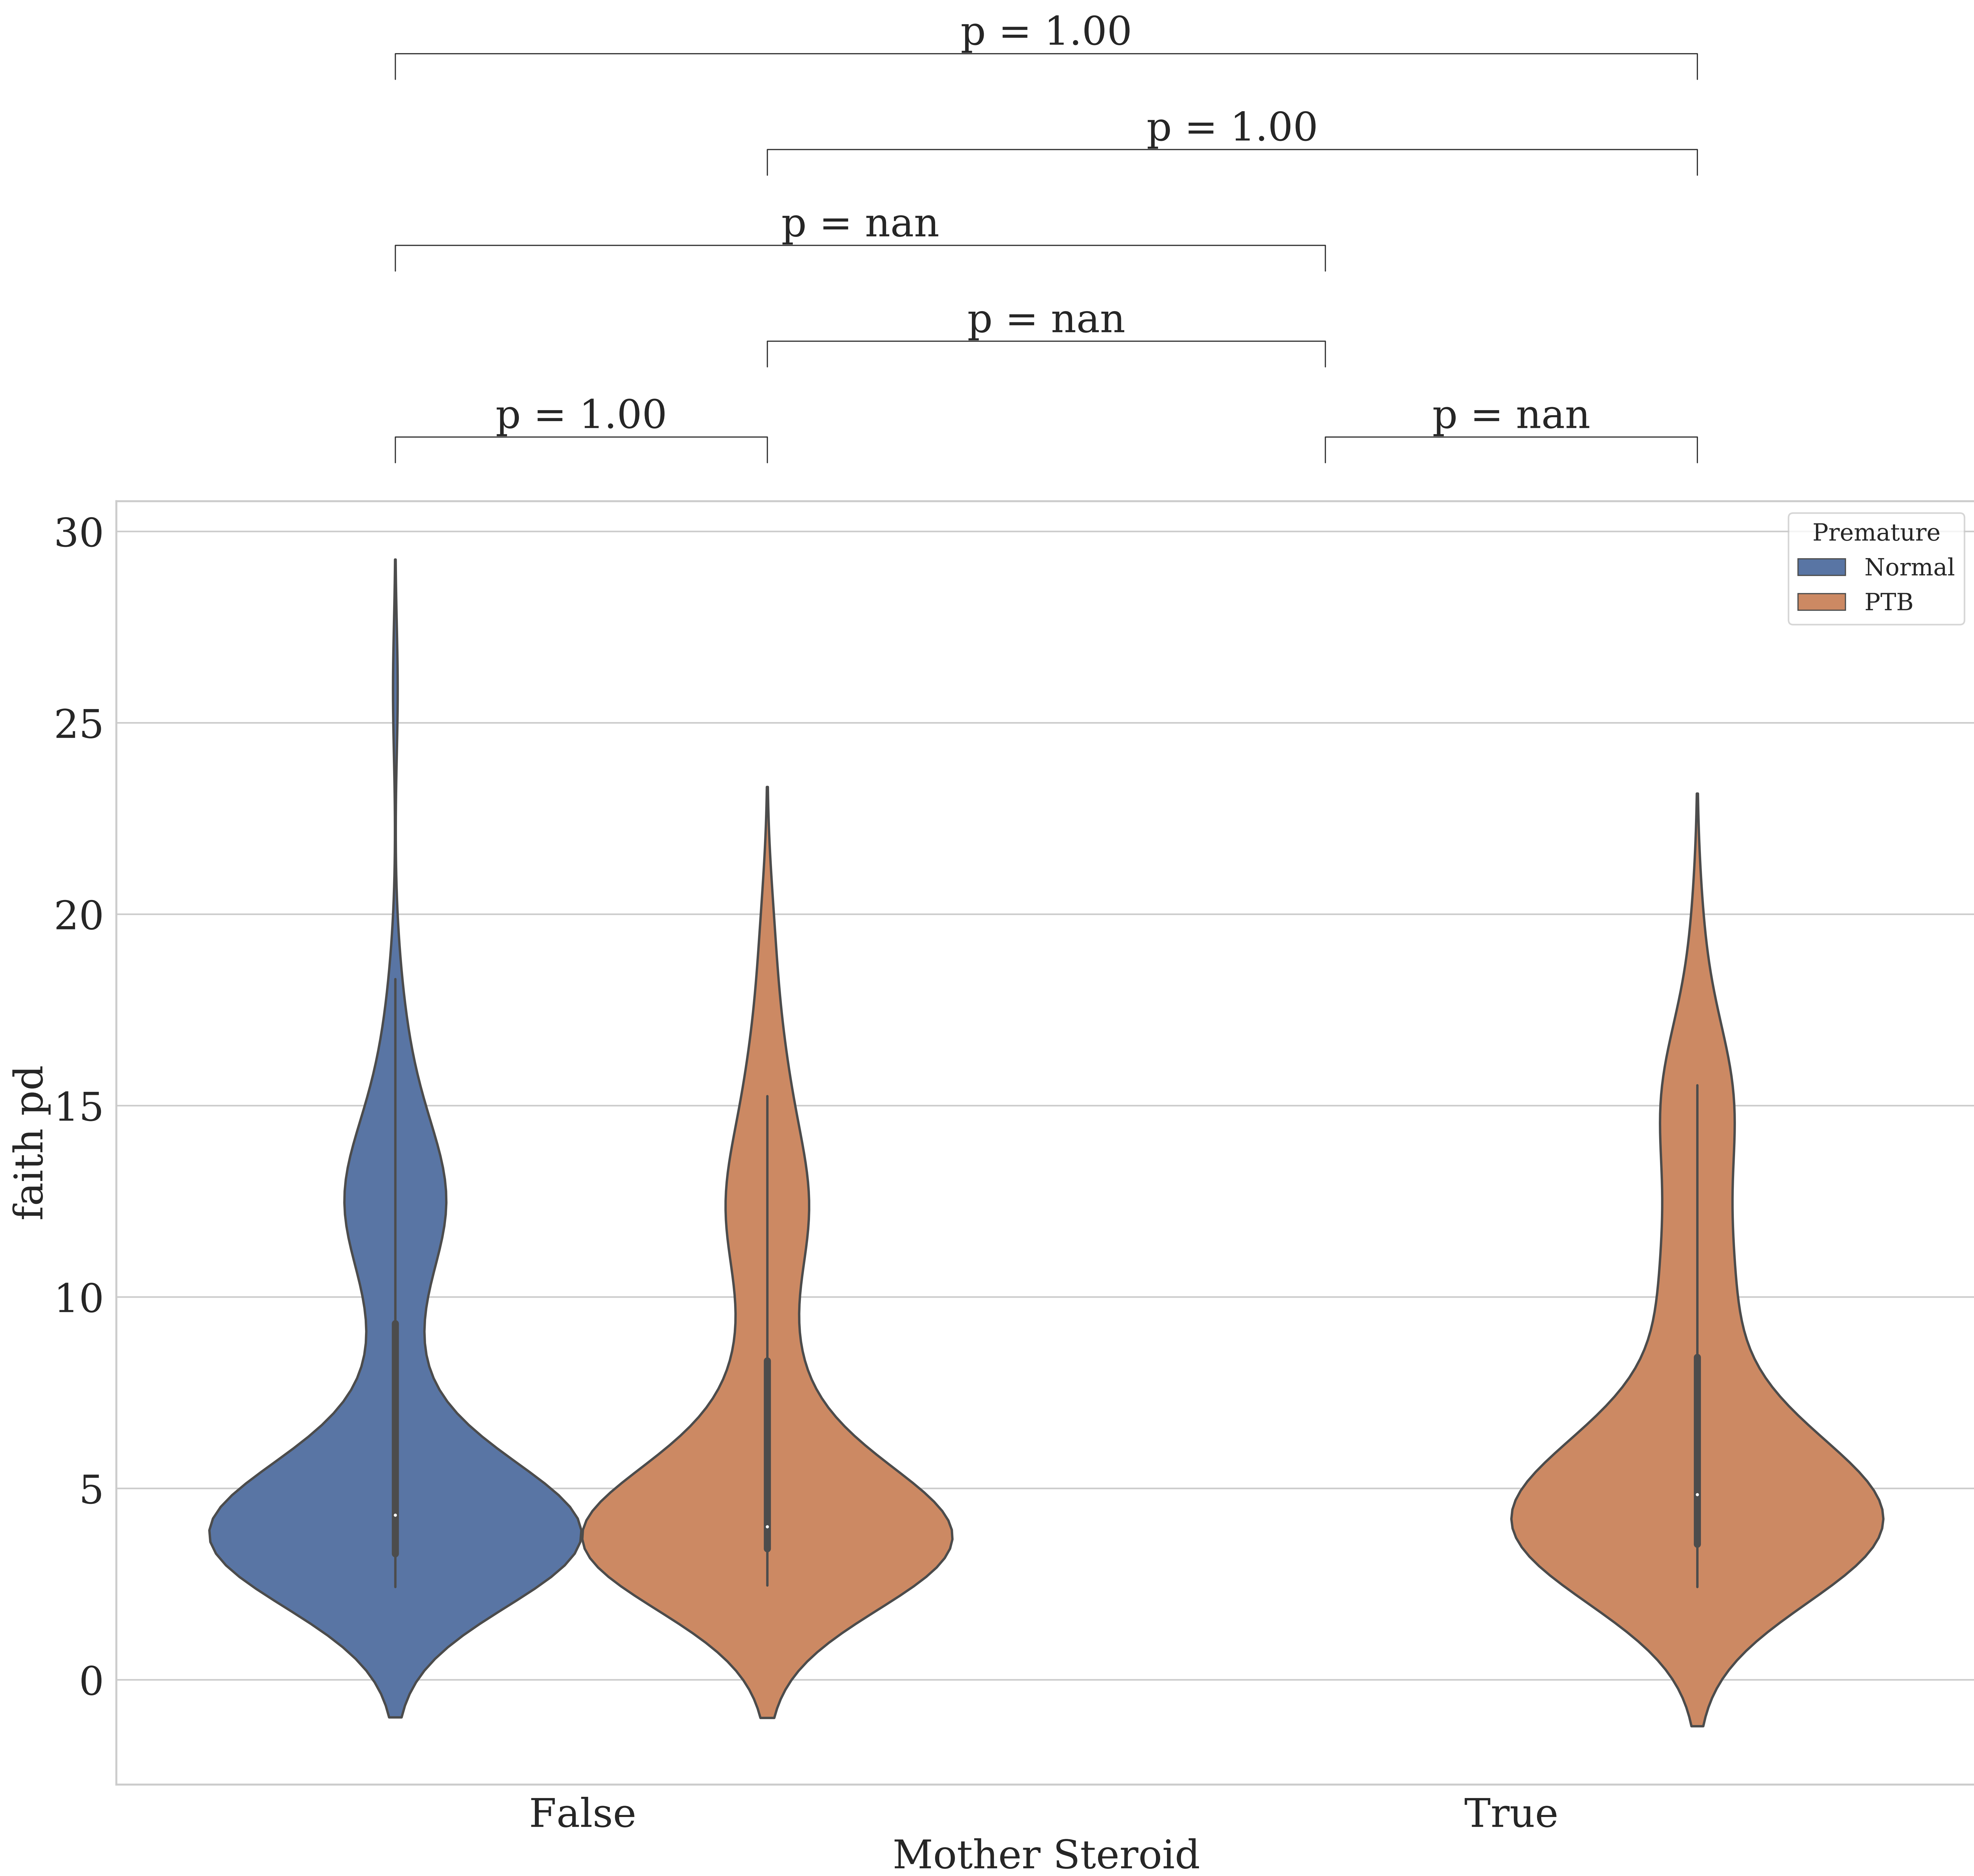 p = 1.00
p = 1.00
p = nan
p = nan
p = 1.00
p = nan
30
25
20
15
10
5
0
faith pd
Premature
Normal
PTB
False
True
Mother Steroid